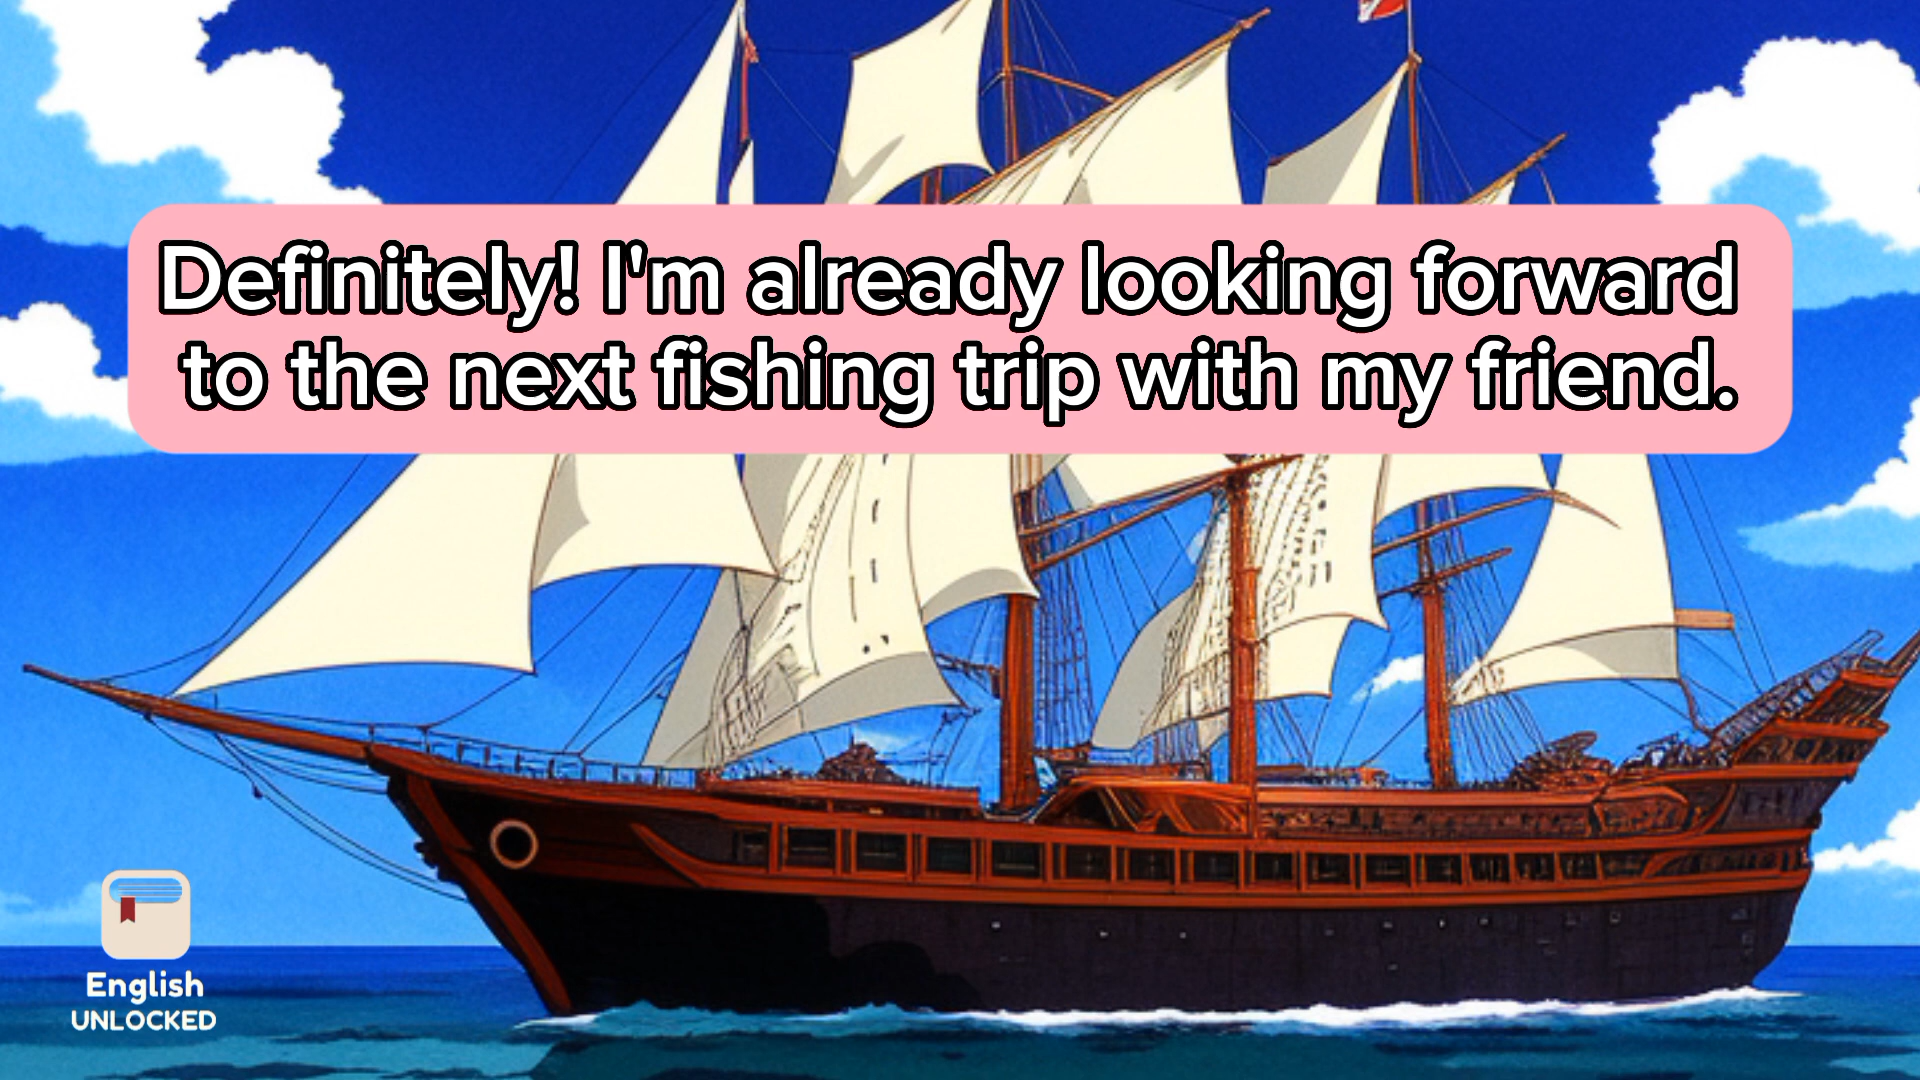 Definitely! I'm already looking forward
to the next fishing trip with my friend.
English
UNLOCKED